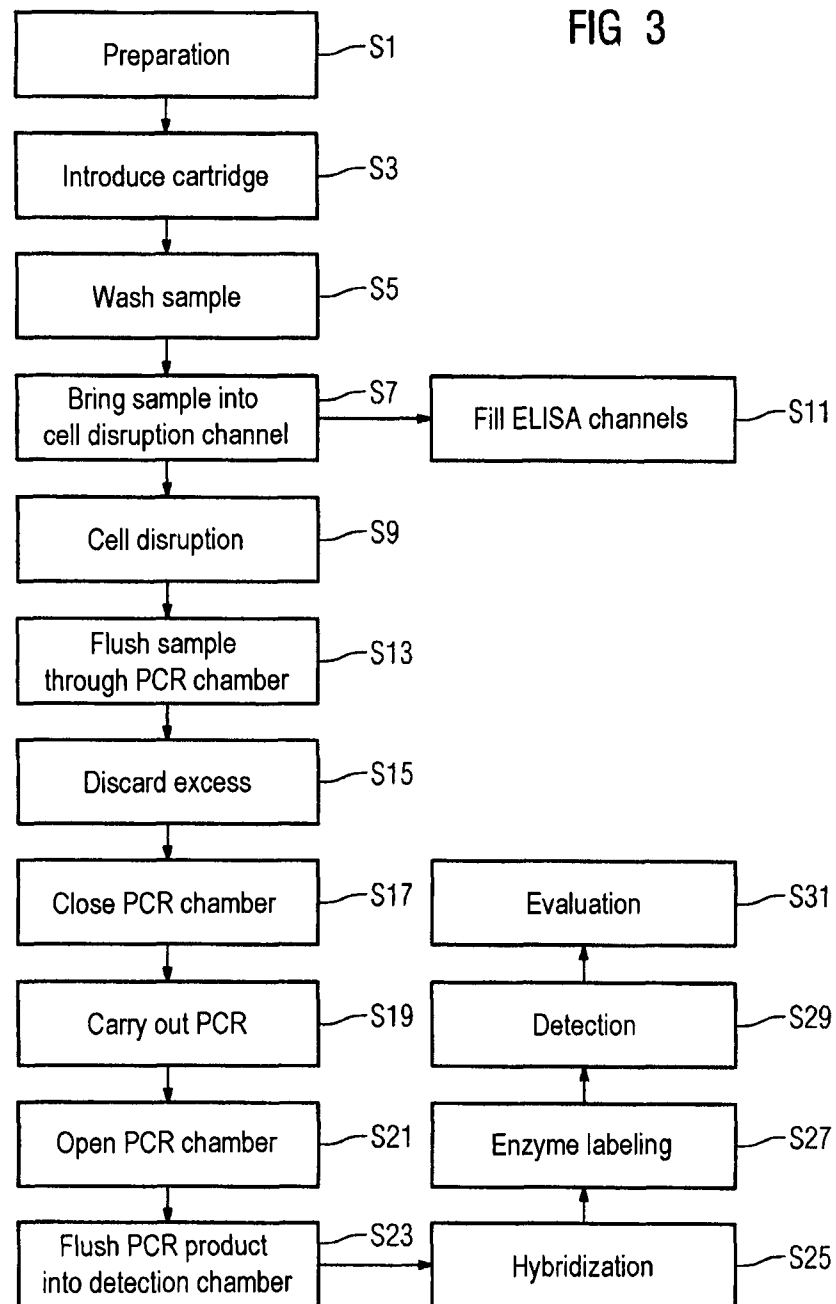 FIG 3
Preparation
S1
Introduce cartridge
S3
Wash sample
S5
Bring sample into
cell disruption channel
S7
Fill ELISA channels
S11
Cell disruption
S9
Flush sample
through PCR chamber
S13
Discard excess
S15
Close PCR chamber
S17
Evaluation
S31
Carry out PCR
S19
Detection
S29
Open PCR chamber
S21
Enzyme labeling
S27
Flush PCR product
into detection chamber
S23
Hybridization
S25